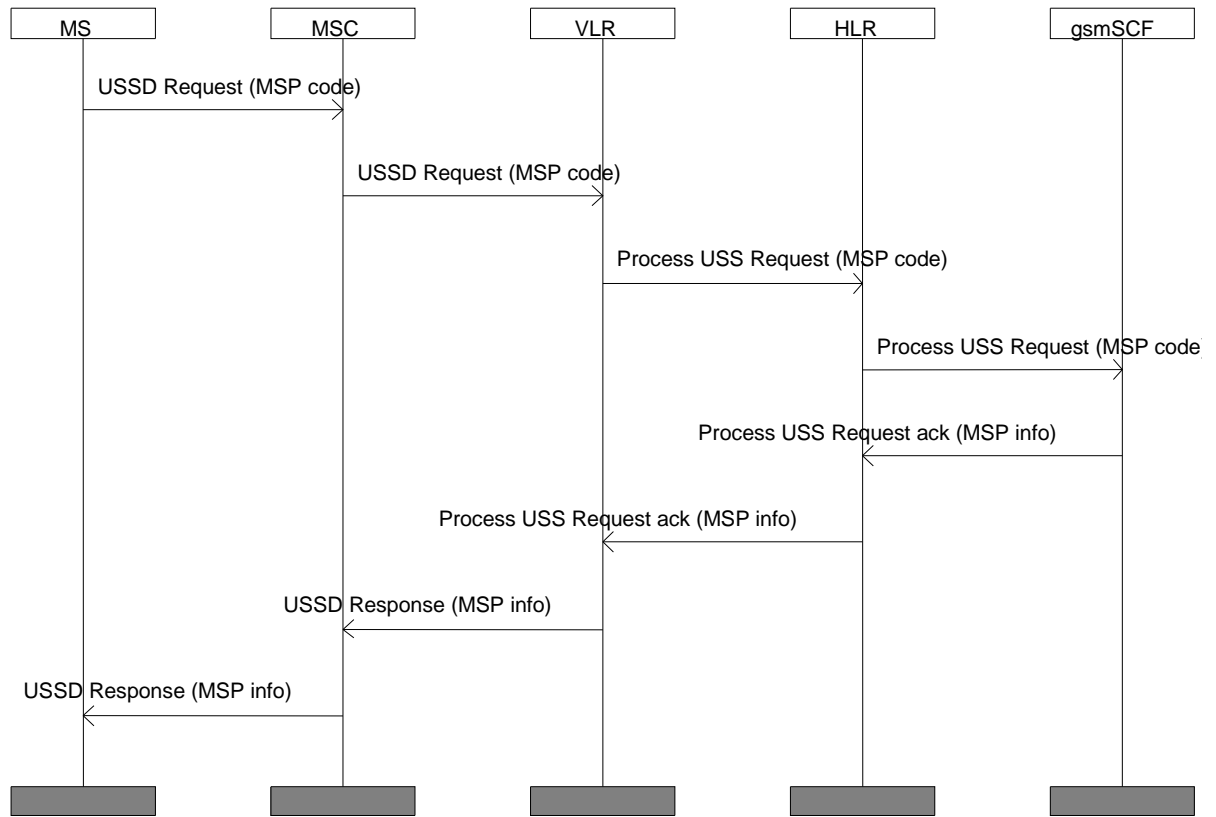 MS MSC VLR HLR gsmSCF
USSD Request (MSP code)
USSD Request (MSP code)
Process USS Request (MSP code)
Process USS Request (MSP code)
Process USS Request ack (MSP info)
Process USS Request ack (MSP info)
USSD Response (MSP info)
USSD Response (MSP info)